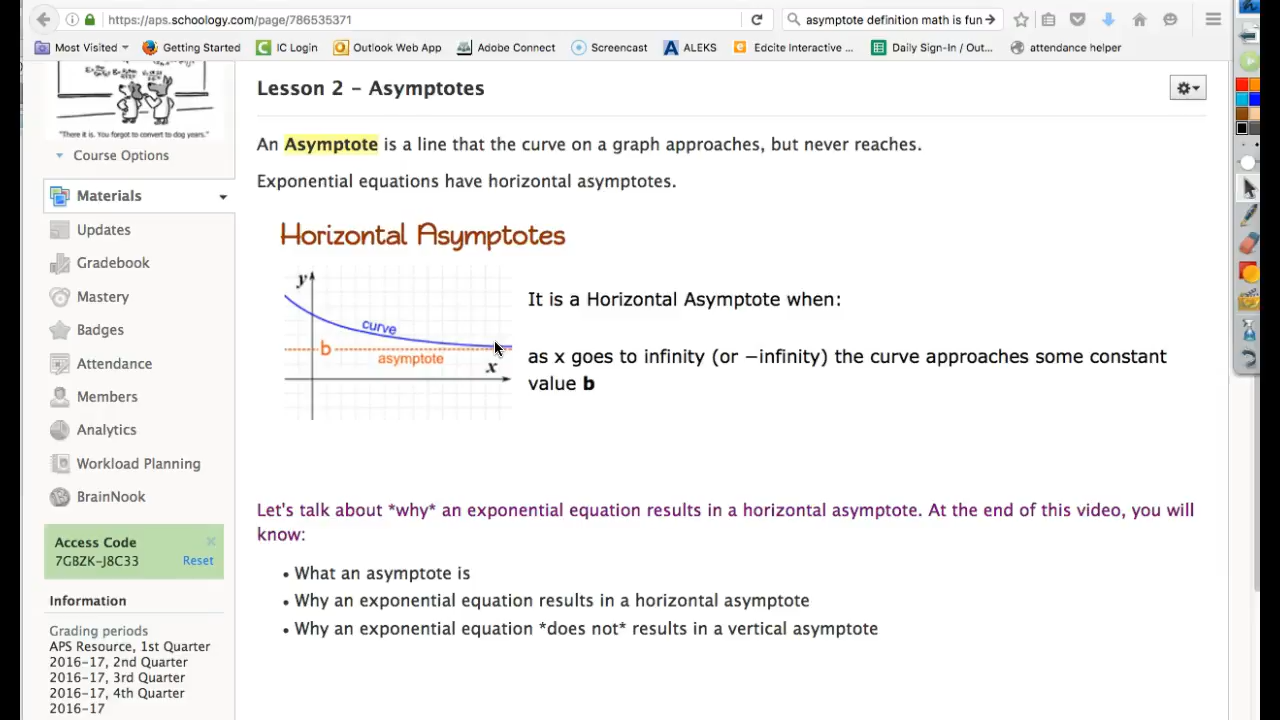 https://aps.schoology.com/page/786535371
asymptote definition math is fun
Most Visited
Getting Started
IC Login
Outlook Web App
Adobe Connect
Screencast
ALEKS
Edcite Interactive ...
Daily Sign-In / Out...
attendance helper
"There it is. You forgot to convert to dog years."
Course Options
Materials
Updates
Gradebook
Mastery
Badges
Attendance
Members
Analytics
Workload Planning
BrainNook
Access Code
7GBZK-J8C33
Reset
Information
Grading periods
APS Resource, 1st Quarter
2016-17, 2nd Quarter
2016-17, 3rd Quarter
2016-17, 4th Quarter
2016-17
Lesson 2 - Asymptotes
An Asymptote is a line that the curve on a graph approaches, but never reaches.
Exponential equations have horizontal asymptotes.
Horizontal Asymptotes
y
curve
b
asymptote
x
It is a Horizontal Asymptote when:
as x goes to infinity (or −infinity) the curve approaches some constant
value b
Let's talk about *why* an exponential equation results in a horizontal asymptote. At the end of this video, you will
know:
• What an asymptote is
• Why an exponential equation results in a horizontal asymptote
• Why an exponential equation *does not* results in a vertical asymptote